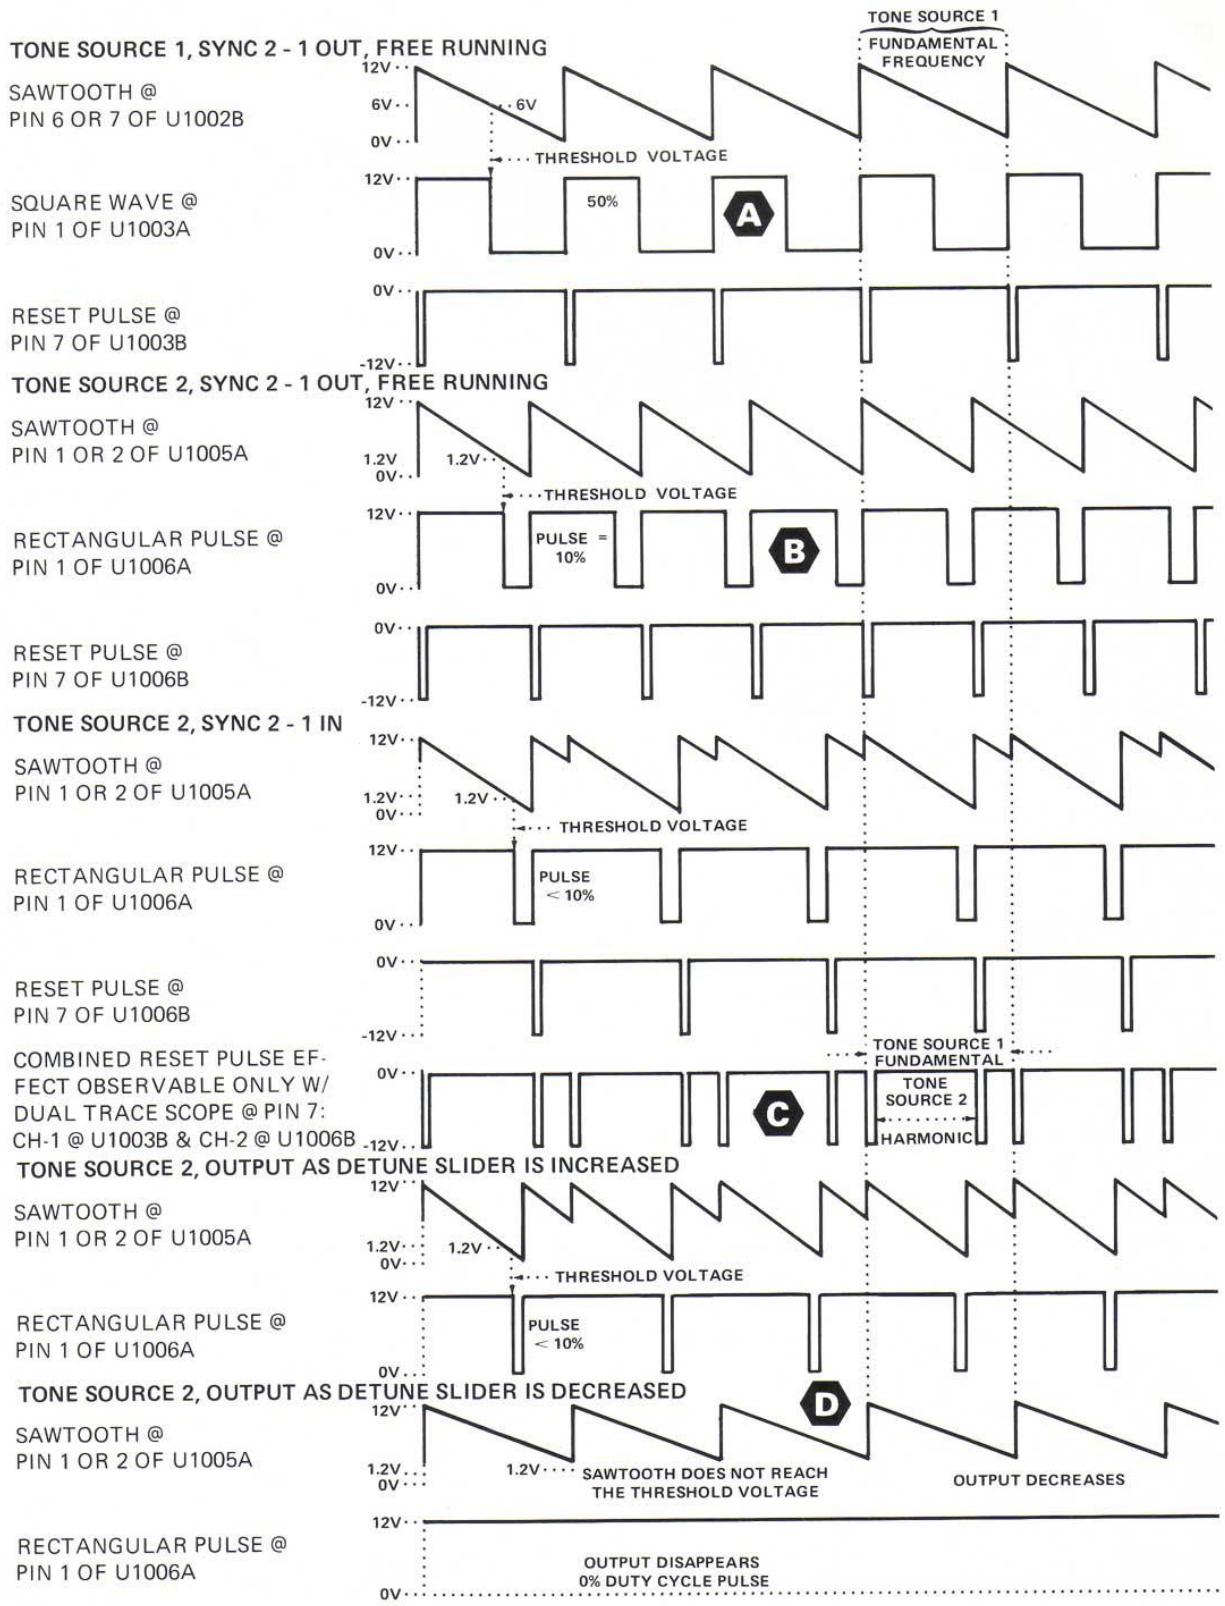 TONE SOURCE 1
TONE SOURCE 1, SYNC 2 - 1 OUT, FREE RUNNING
FUNDAMENTAL
FREQUENCY
12V
SAWTOOTH @
PIN 6 OR 7 OF U1002B
6V
6V
0V
THRESHOLD VOLTAGE
12V
SQUARE WAVE @
PIN 1 OF U1003A
50%
A
0V
0V
RESET PULSE @
PIN 7 OF U1003B
-12V
TONE SOURCE 2, SYNC 2 - 1 OUT, FREE RUNNING
12V
SAWTOOTH @
PIN 1 OR 2 OF U1005A
1.2V
1.2V
0V
THRESHOLD VOLTAGE
12V
RECTANGULAR PULSE @
PIN 1 OF U1006A
PULSE =
10%
B
0V
0V
RESET PULSE @
PIN 7 OF U1006B
-12V
TONE SOURCE 2, SYNC 2 - 1 IN
12V
SAWTOOTH @
PIN 1 OR 2 OF U1005A
1.2V
1.2V
0V
THRESHOLD VOLTAGE
12V
RECTANGULAR PULSE @
PIN 1 OF U1006A
PULSE
< 10%
0V
0V
RESET PULSE @
PIN 7 OF U1006B
-12V
TONE SOURCE 1
FUNDAMENTAL
COMBINED RESET PULSE EF-
FECT OBSERVABLE ONLY W/
DUAL TRACE SCOPE @ PIN 7:
CH-1 @ U1003B & CH-2 @ U1006B
0V
C
TONE
SOURCE 2
HARMONIC
-12V
TONE SOURCE 2, OUTPUT AS DETUNE SLIDER IS INCREASED
12V
SAWTOOTH @
PIN 1 OR 2 OF U1005A
1.2V
1.2V
0V
THRESHOLD VOLTAGE
12V
RECTANGULAR PULSE @
PIN 1 OF U1006A
PULSE
< 10%
0V
TONE SOURCE 2, OUTPUT AS DETUNE SLIDER IS DECREASED
D
12V
SAWTOOTH @
PIN 1 OR 2 OF U1005A
1.2V
0V
1.2V
SAWTOOTH DOES NOT REACH
THE THRESHOLD VOLTAGE
OUTPUT DECREASES
12V
RECTANGULAR PULSE @
PIN 1 OF U1006A
OUTPUT DISAPPEARS
0% DUTY CYCLE PULSE
0V